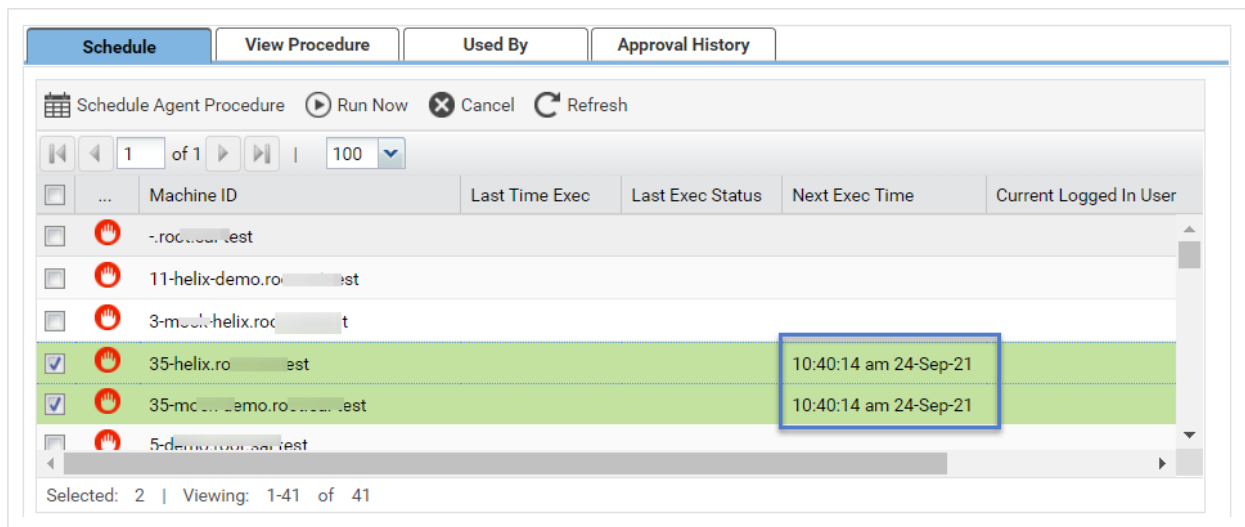 Schedule View Procedure Used By Approval History
Schedule Agent Procedure Run Now Cancel Refresh
1 of 1 | 100
... Machine ID Last Time Exec Last Exec Status Next Exec Time Current Logged In User
11-helix-demo.ro
35-helix.ro 10:40:14 am 24-Sep-21
10:40:14 am 24-Sep-21
Selected: 2 | Viewing: 1-41 of 41